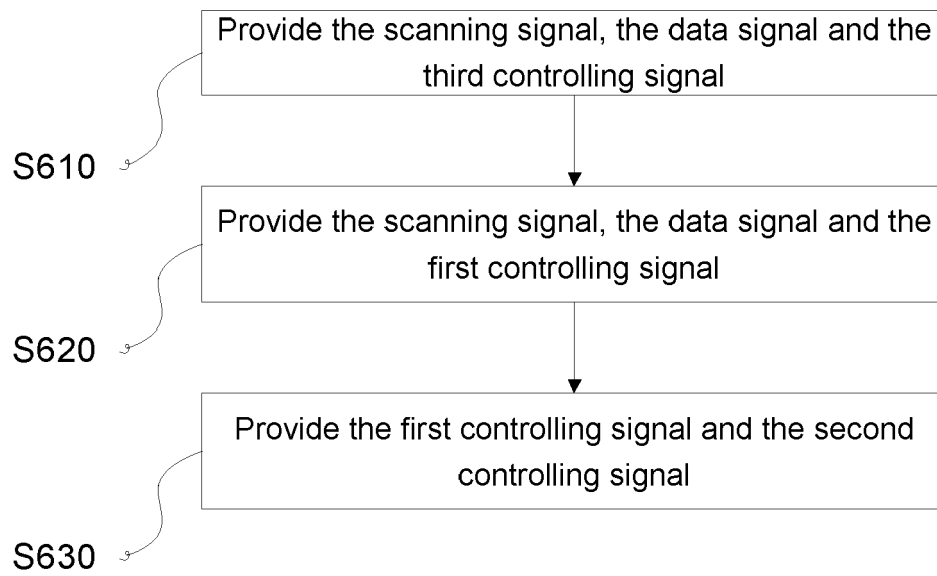 Provide the scanning signal, the data signal and the
third controlling signal
S610
Provide the scanning signal, the data signal and the
first controlling signal
S620
Provide the first controlling signal and the second
controlling signal
S630